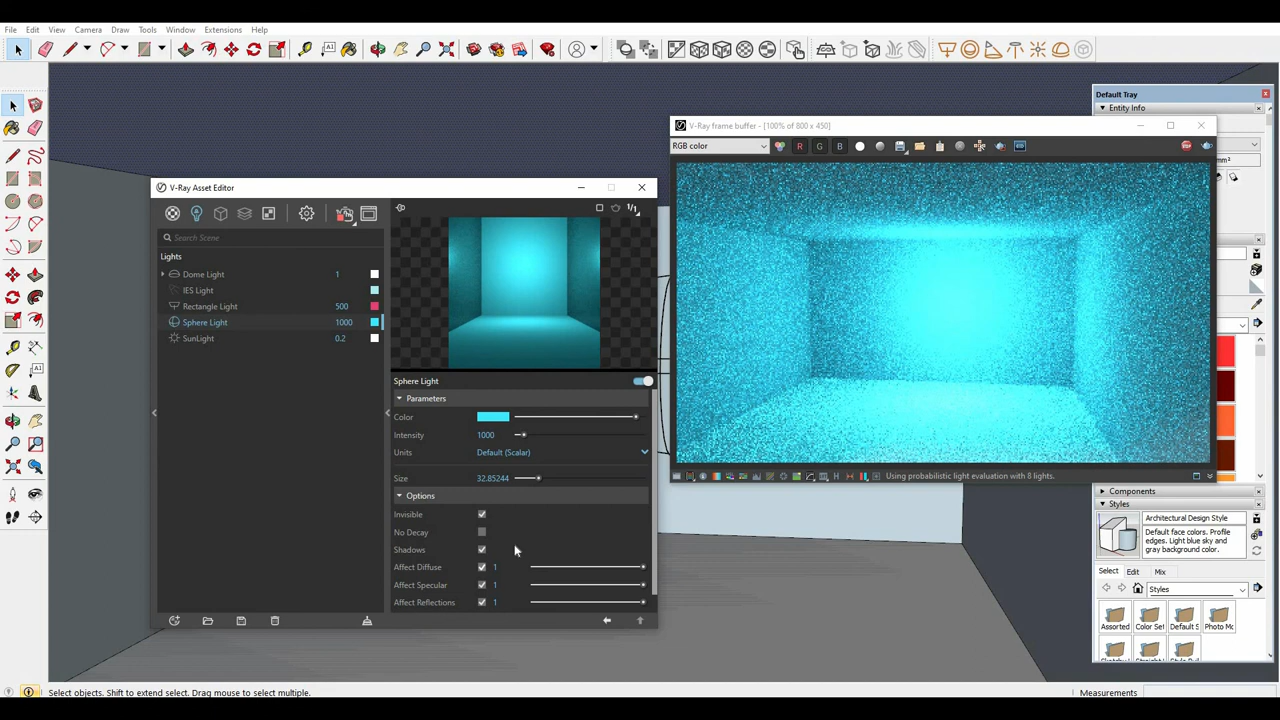 File Edit View Camera Draw Tools Window Extensions Help
Default Tray
Entity Info
V-Ray frame buffer - [100% of 800 x 450]
RGB color
R G B
V-Ray Asset Editor
1/1
Search Scene
Lights
Dome Light 1
IES Light
Rectangle Light 500
Sphere Light 1000
SunLight 0.2
Sphere Light
Parameters
Color
Intensity 1000
Units Default (Scalar)
Size 32.85244
Options
Invisible
No Decay
Shadows
Affect Diffuse 1
Affect Specular 1
Affect Reflections 1
H
Using probabilistic light evaluation with 8 lights.
Components
Styles
Architectural Design Style
Default face colors. Profile
edges. Light blue sky and
gray background color.
Select Edit Mix
Styles
Assorted Color Set Default S Photo Mo
Select objects. Shift to extend select. Drag mouse to select multiple.
Measurements